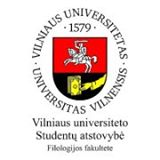 · VILNIAUS UNIVERSITETAS ·
· 1579 ·
UNIVERSITAS VILNENSIS
Vilniaus universiteto
Studentų atstovybė
Filologijos fakultete